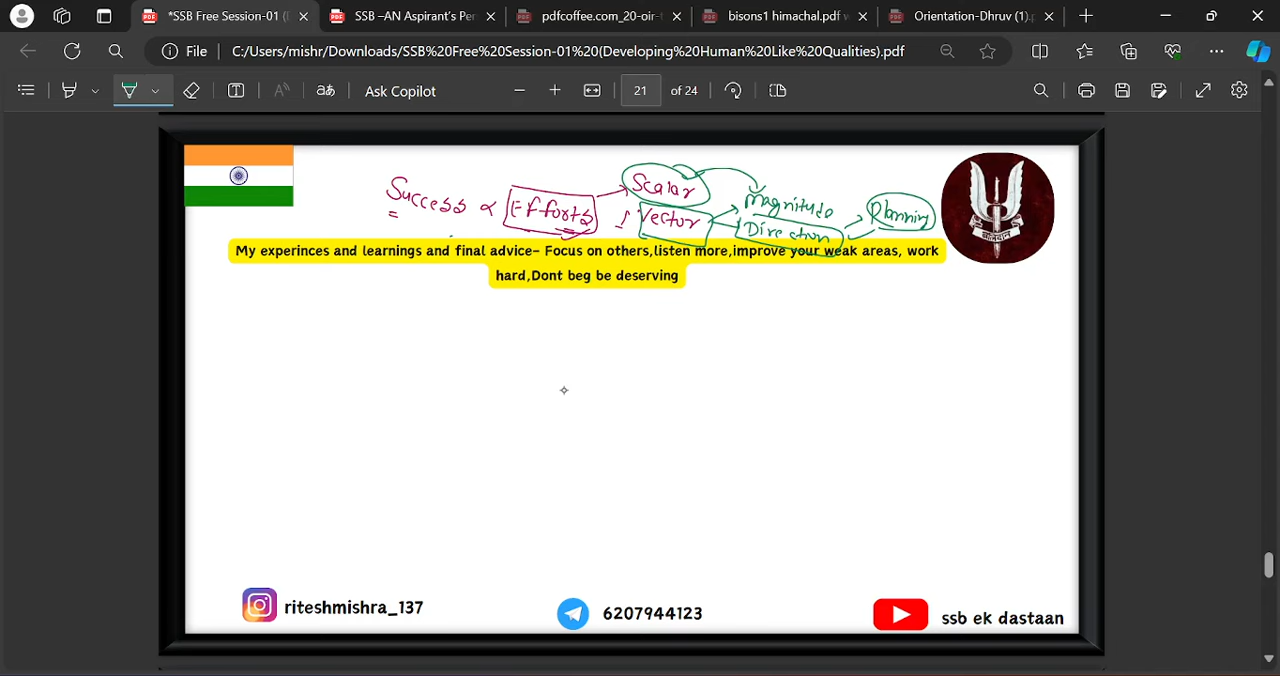 *SSB Free Session-01 (
SSB –AN Aspirant's Per
pdfcoffee.com_20-oir-t
bisons1 himachal.pdf w
Orientation-Dhruv (1).p
File
C:/Users/mishr/Downloads/SSB%20Free%20Session-01%20(Developing%20Human%20Like%20Qualities).pdf
Ask Copilot
21 of 24
Success ∝ Efforts
Scalar
Vector
Magnitude
Direction
Planning
बलिदान
My experinces and learnings and final advice- Focus on others,listen more,improve your weak areas, work
hard,Dont beg be deserving
riteshmishra_137
6207944123
ssb ek dastaan